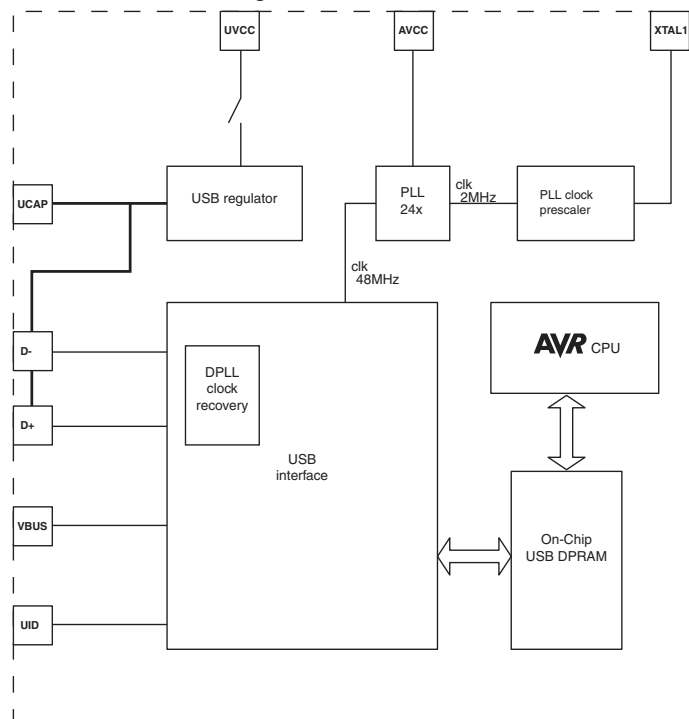 UVCC
AVCC
XTAL1
UCAP
USB regulator
PLL
24x
clk
2MHz
PLL clock
prescaler
clk
48MHz
D-
D+
DPLL
clock
recovery
AVR CPU
USB
interface
VBUS
On-Chip
USB DPRAM
UID